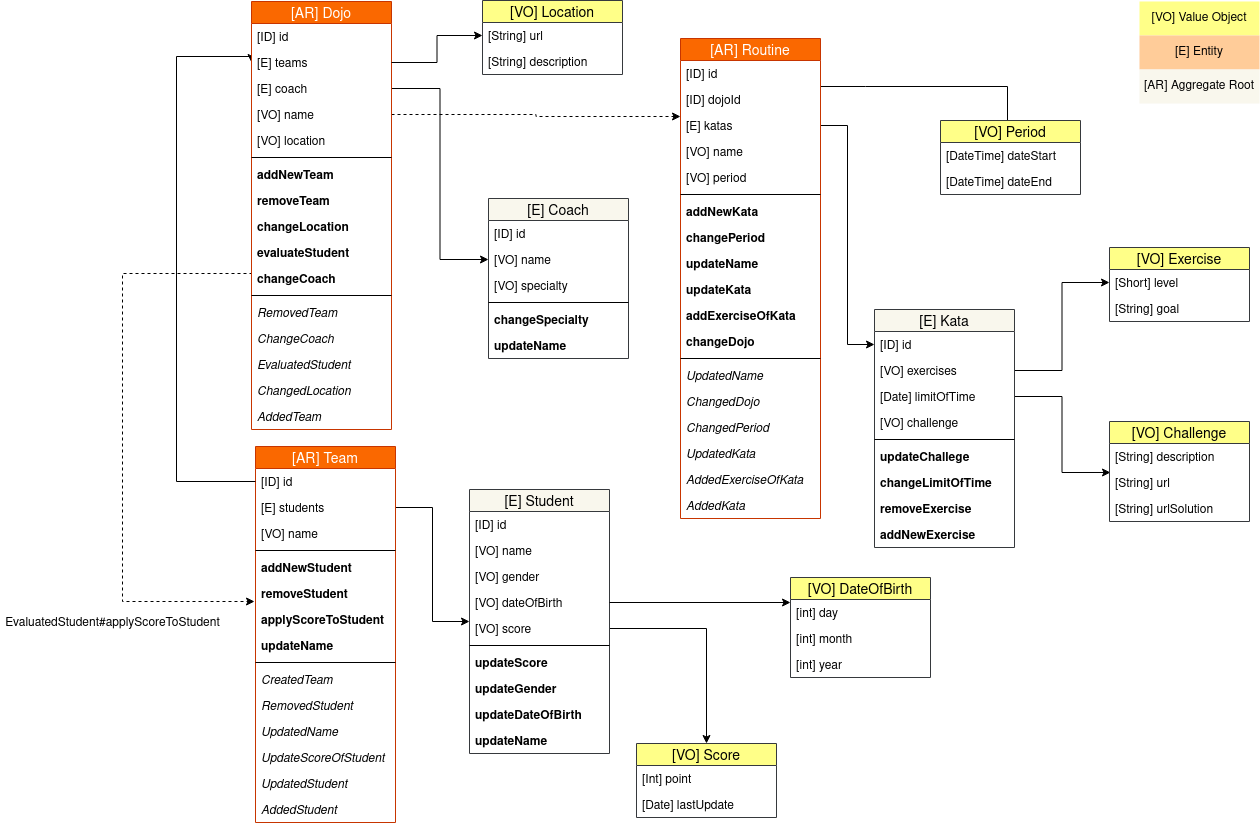 [AR] Dojo
[ID] id
[E] teams
[E] coach
[VO] name
[VO] location
addNewTeam
removeTeam
changeLocation
evaluateStudent
changeCoach
RemovedTeam
ChangeCoach
EvaluatedStudent
ChangedLocation
AddedTeam
[VO] Location
[String] url
[String] description
[AR] Routine
[ID] id
[ID] dojoId
[E] katas
[VO] name
[VO] period
addNewKata
changePeriod
updateName
updateKata
addExerciseOfKata
changeDojo
UpdatedName
ChangedDojo
ChangedPeriod
UpdatedKata
AddedExerciseOfKata
AddedKata
[VO] Value Object
[E] Entity
[AR] Aggregate Root
[VO] Period
[DateTime] dateStart
[DateTime] dateEnd
[E] Coach
[ID] id
[VO] name
[VO] specialty
changeSpecialty
updateName
[VO] Exercise
[Short] level
[String] goal
[E] Kata
[ID] id
[VO] exercises
[Date] limitOfTime
[VO] challenge
updateChallege
changeLimitOfTime
removeExercise
addNewExercise
[VO] Challenge
[String] description
[String] url
[String] urlSolution
[AR] Team
[ID] id
[E] students
[VO] name
addNewStudent
removeStudent
applyScoreToStudent
updateName
CreatedTeam
RemovedStudent
UpdatedName
UpdateScoreOfStudent
UpdatedStudent
AddedStudent
EvaluatedStudent#applyScoreToStudent
[E] Student
[ID] id
[VO] name
[VO] gender
[VO] dateOfBirth
[VO] score
updateScore
updateGender
updateDateOfBirth
updateName
[VO] DateOfBirth
[int] day
[int] month
[int] year
[VO] Score
[Int] point
[Date] lastUpdate